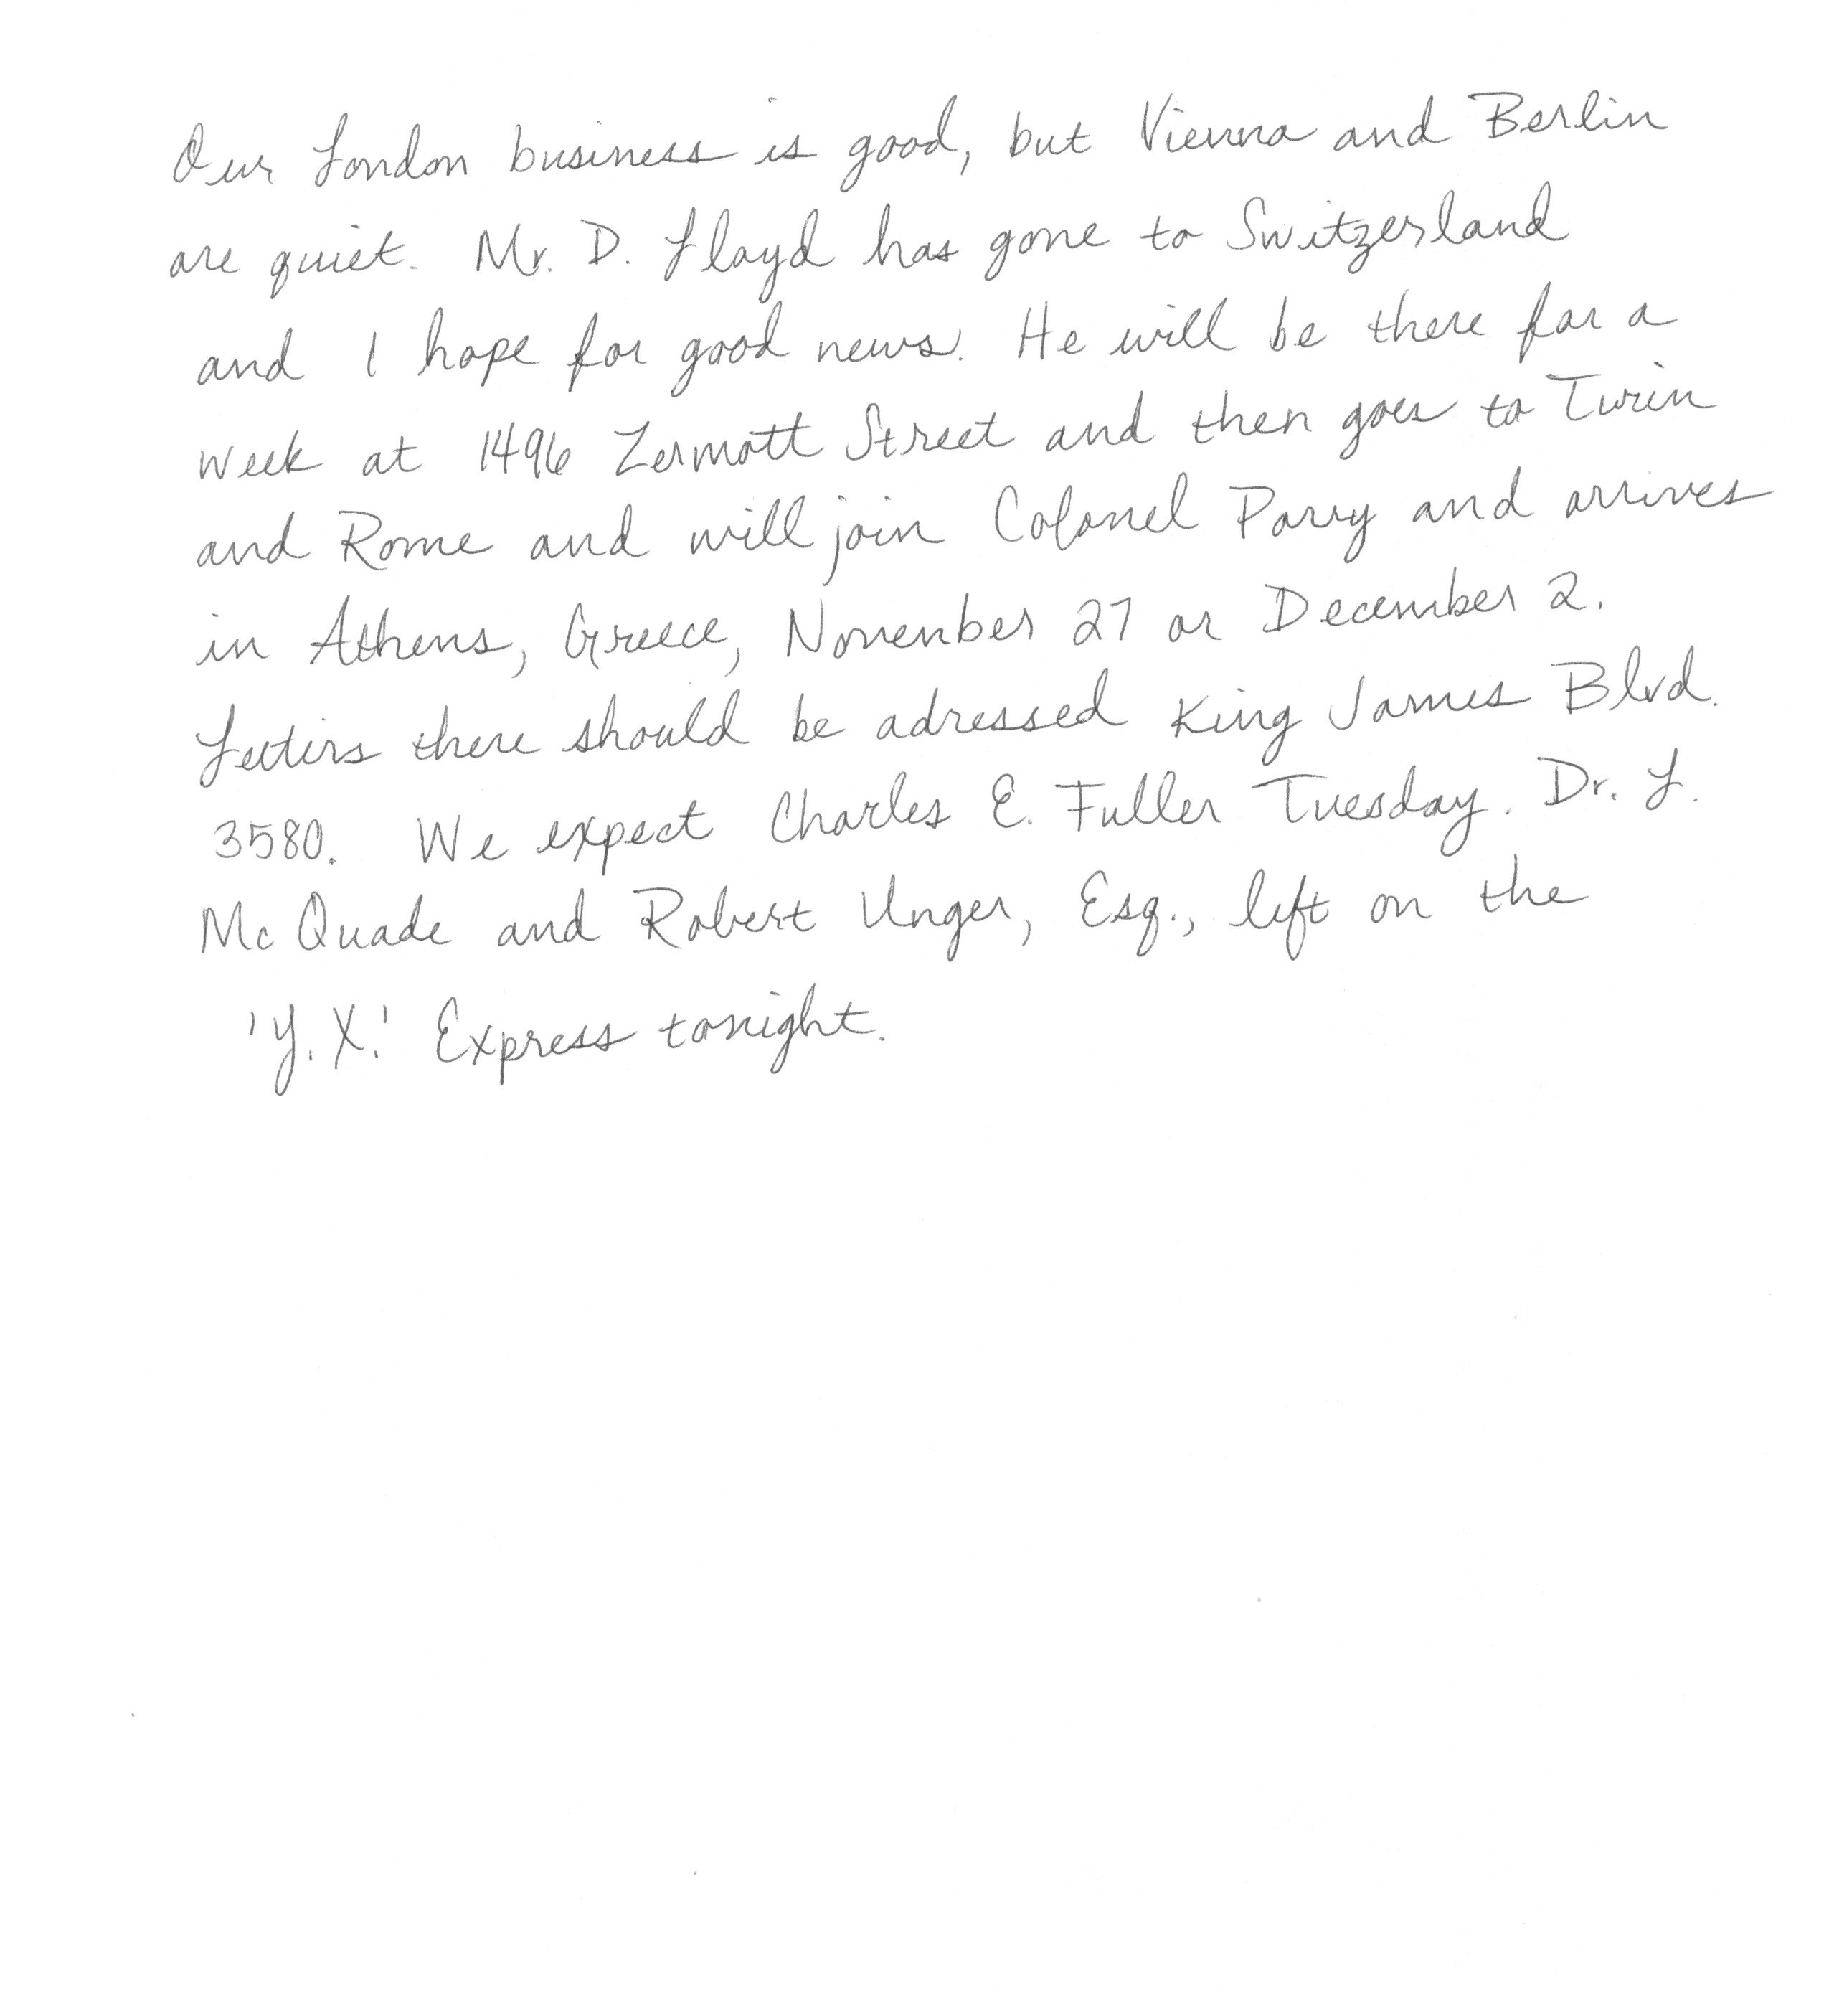 Our London business is good, but Vienna and Berlin
are quiet. Mr. D. Lloyd has gone to Switzerland
and I hope for good news. He will be there for a
week at 1496 Zermott Street and then goes to Turin
and Rome and will join Colonel Parry and arrives
in Athens, Greece, November 27 or December 2.
Letters there should be adressed King James Blvd.
3580. We expect Charles E. Fuller Tuesday. Dr. L.
McQuade and Robert Unger, Esq., left on the
'Y.X.' Express tonight.